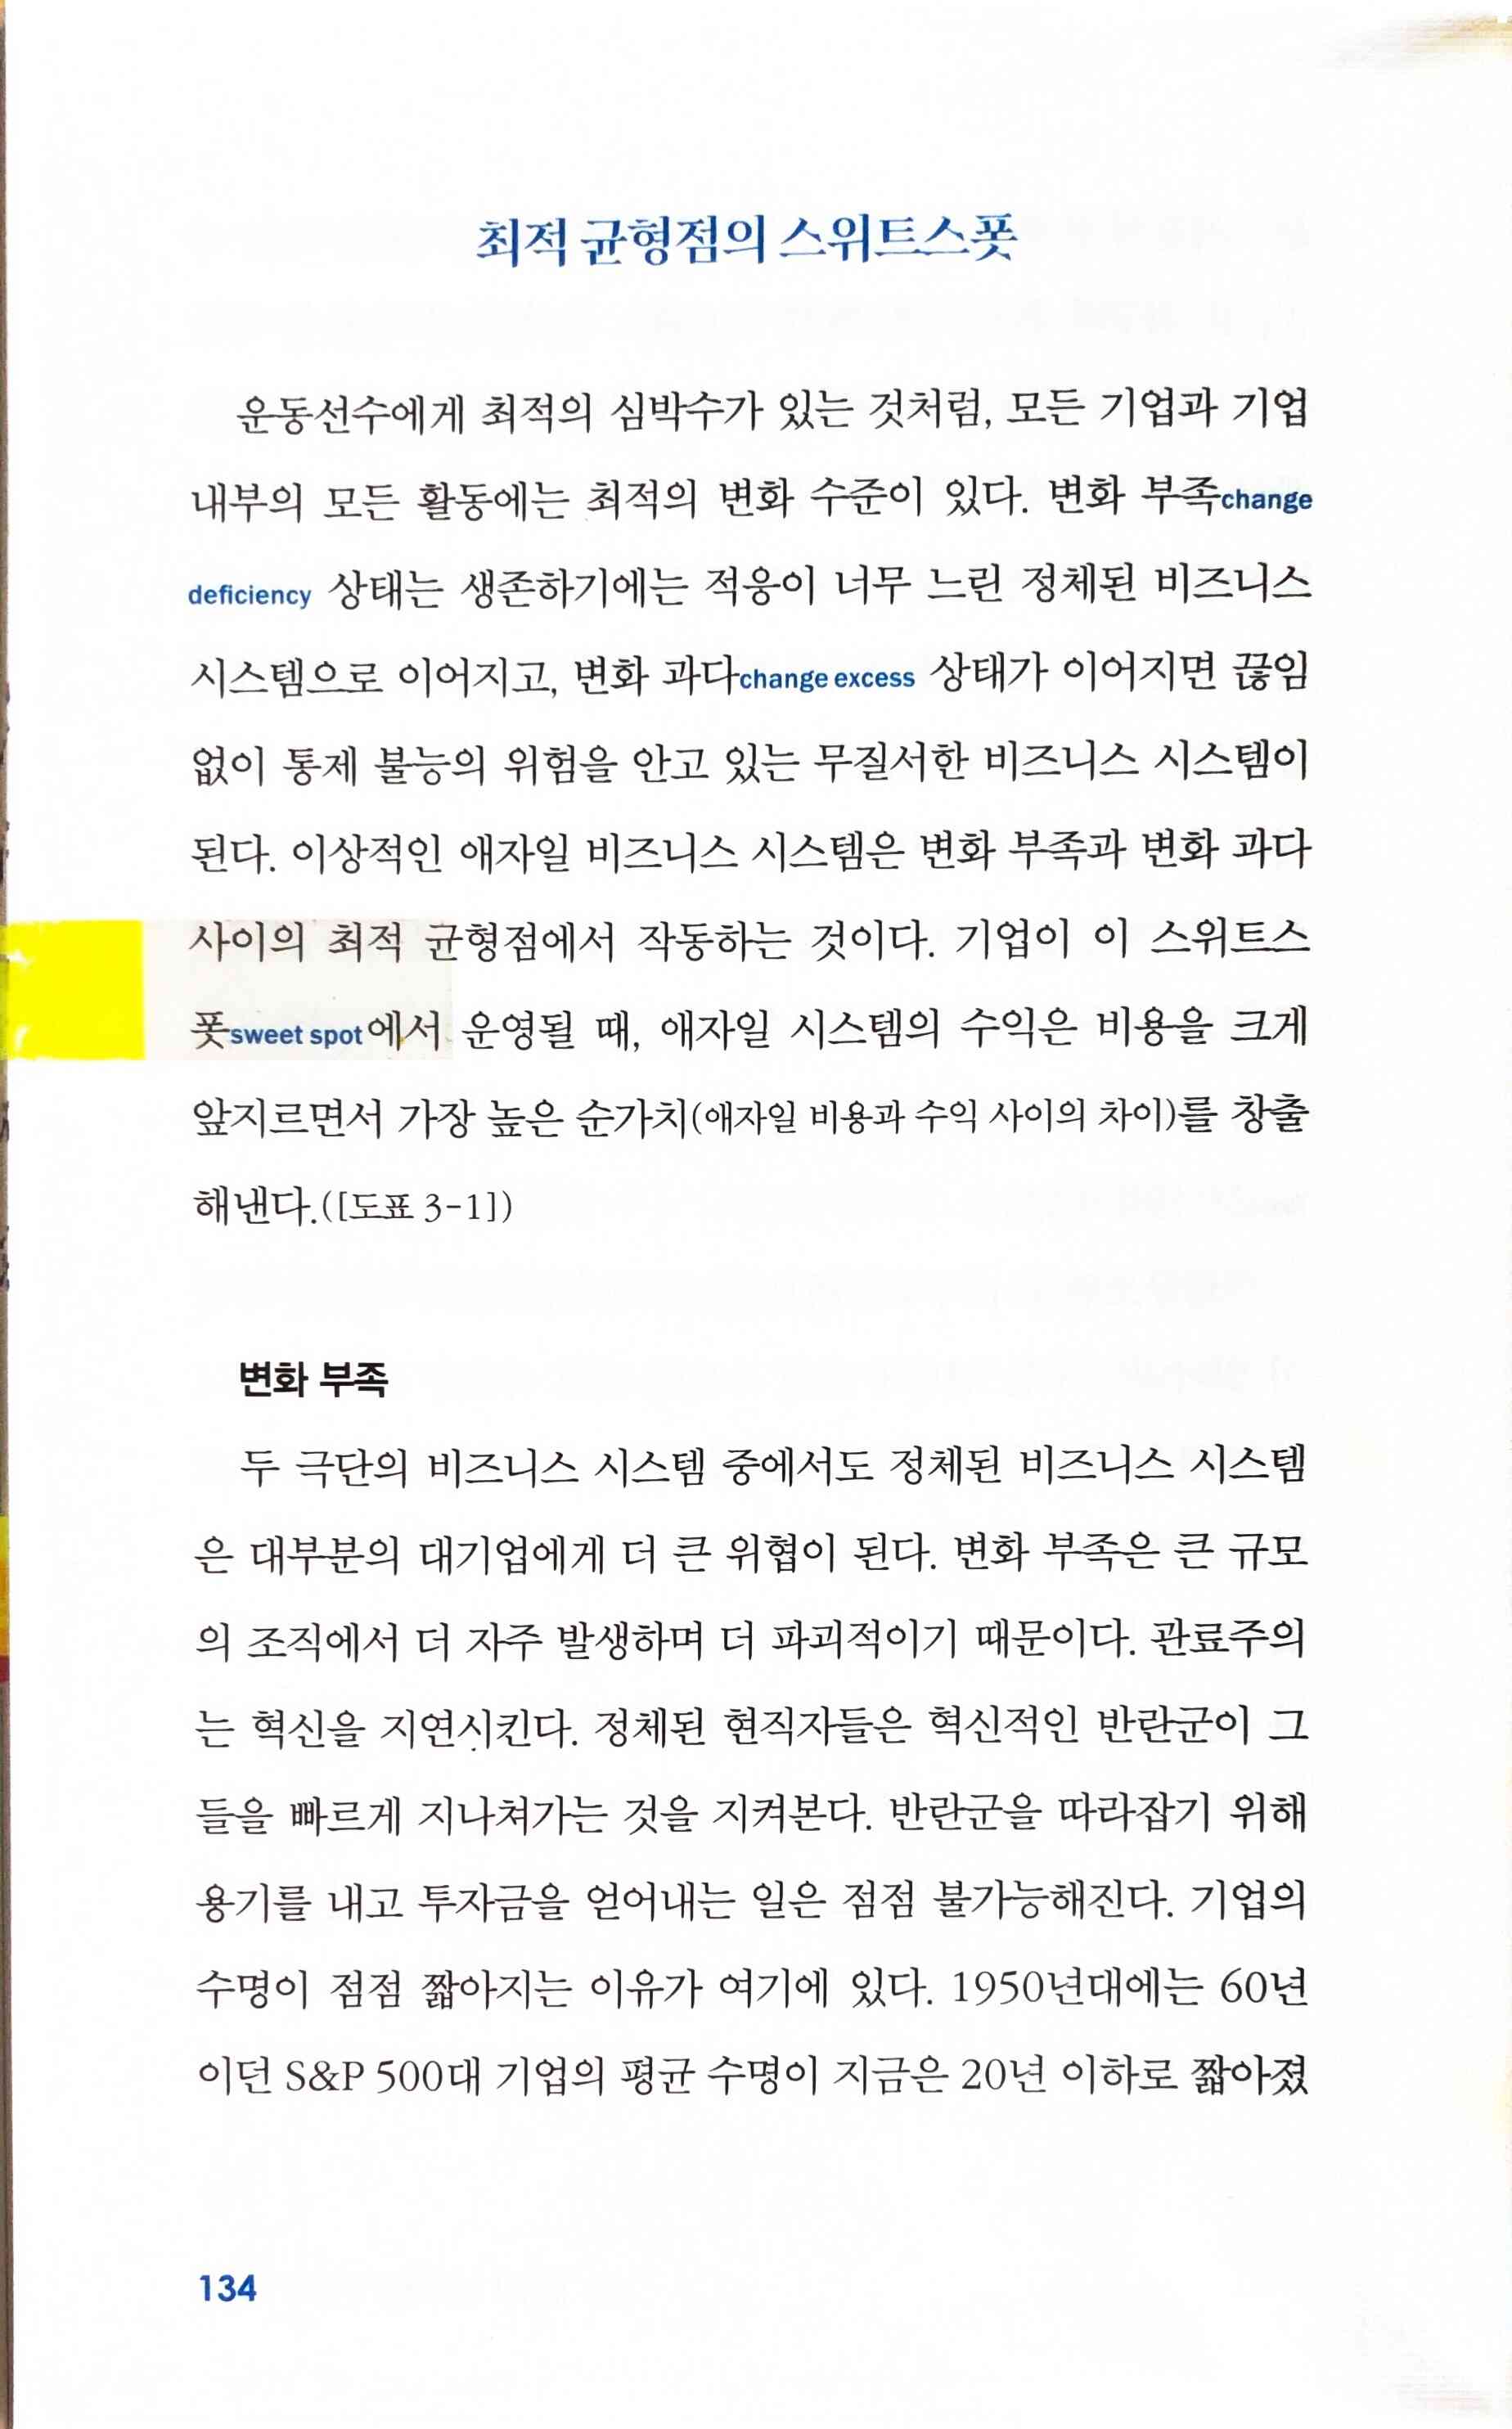 최적 균형점의 스위트스폿
운동선수에게 최적의 심박수가 있는 것처럼, 모든 기업과 기업
내부의 모든 활동에는 최적의 변화 수준이 있다. 변화 부족change
deficiency 상태는 생존하기에는 적응이 너무 느린 정체된 비즈니스
시스템으로 이어지고, 변화 과다change excess 상태가 이어지면 끊임
없이 통제 불능의 위험을 안고 있는 무질서한 비즈니스 시스템이
된다. 이상적인 애자일 비즈니스 시스템은 변화 부족과 변화 과다
사이의 최적 균형점에서 작동하는 것이다. 기업이 이 스위트스
폿sweet spot에서 운영될 때, 애자일 시스템의 수익은 비용을 크게
앞지르면서 가장 높은 순가치(애자일 비용과 수익 사이의 차이)를 창출
해낸다.([도표 3-1])
변화 부족
두 극단의 비즈니스 시스템 중에서도 정체된 비즈니스 시스템
은 대부분의 대기업에게 더 큰 위협이 된다. 변화 부족은 큰 규모
의 조직에서 더 자주 발생하며 더 파괴적이기 때문이다. 관료주의
는 혁신을 지연시킨다. 정체된 현직자들은 혁신적인 반란군이 그
들을 빠르게 지나쳐가는 것을 지켜본다. 반란군을 따라잡기 위해
용기를 내고 투자금을 얻어내는 일은 점점 불가능해진다. 기업의
수명이 점점 짧아지는 이유가 여기에 있다. 1950년대에는 60년
이던 S&P 500대 기업의 평균 수명이 지금은 20년 이하로 짧아졌
134